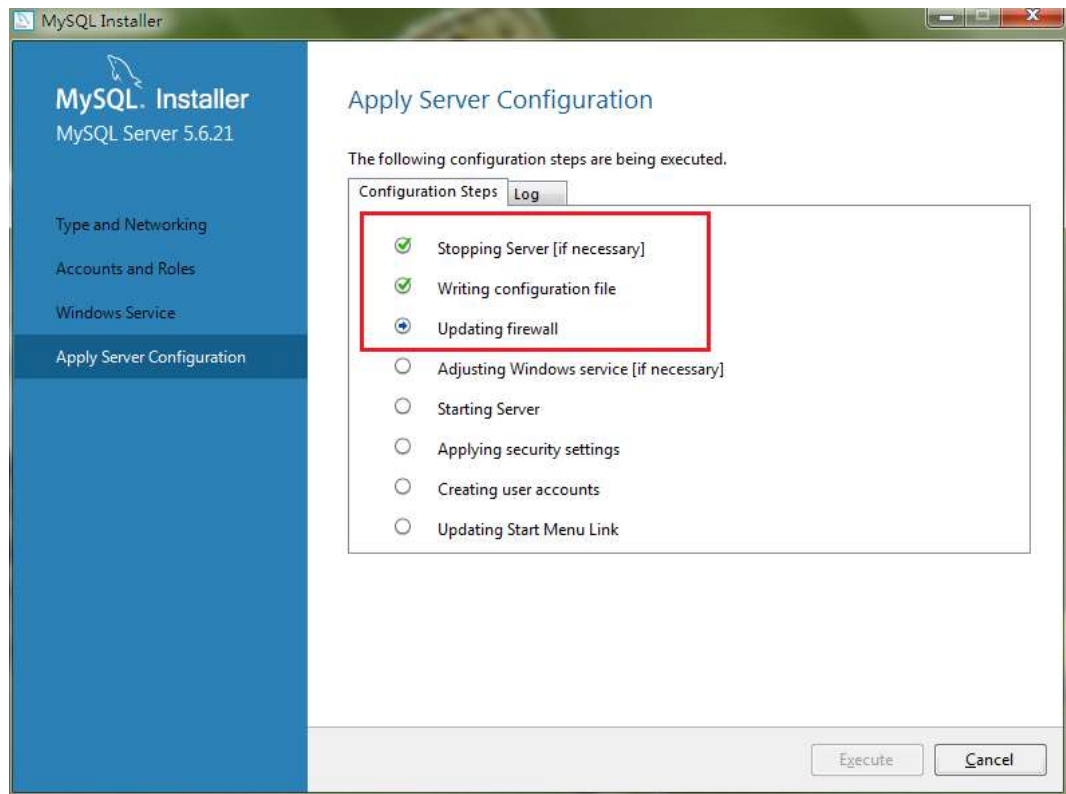 MySQL Installer
MySQL. Installer
MySQL Server 5.6.21
Type and Networking
Accounts and Roles
Windows Service
Apply Server Configuration
Apply Server Configuration
The following configuration steps are being executed.
Configuration Steps Log
Stopping Server [if necessary]
Writing configuration file
Updating firewall
Adjusting Windows service [if necessary]
Starting Server
Applying security settings
Creating user accounts
Updating Start Menu Link
Execute Cancel